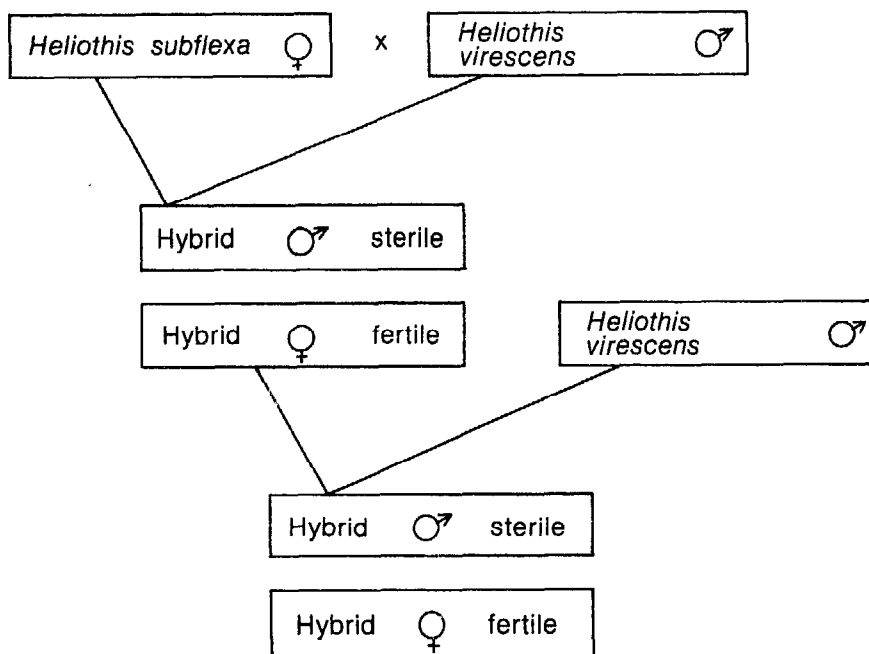 Heliothis subflexa ♀ x Heliothis
virescens ♂
Hybrid ♂ sterile
Hybrid ♀ fertile
Heliothis
virescens ♂
Hybrid ♂ sterile
Hybrid ♀ fertile